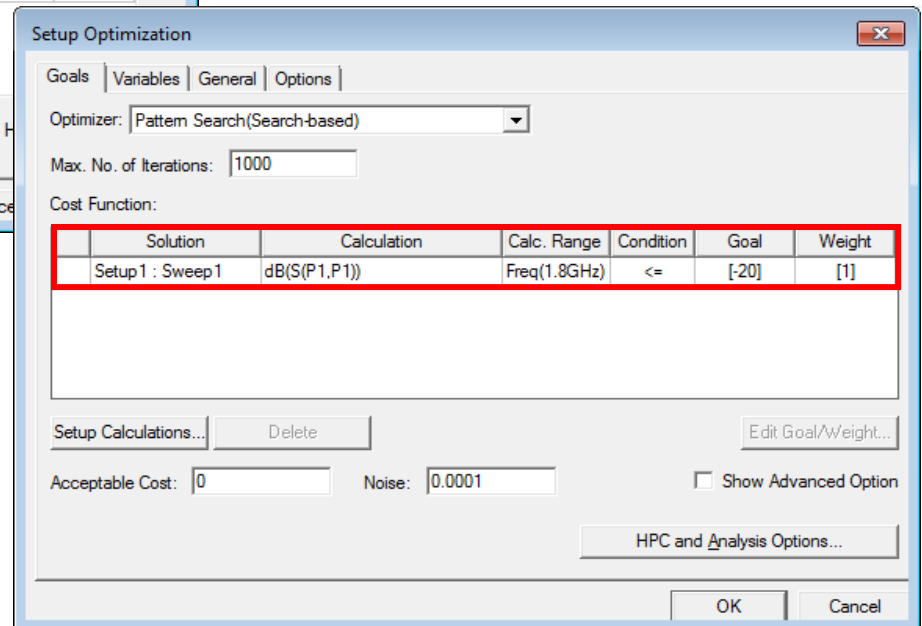 Setup Optimization
Goals Variables General Options
Optimizer: Pattern Search(Search-based)
Max. No. of Iterations: 1000
Cost Function:
Solution Calculation Calc. Range Condition Goal Weight
Setup1 : Sweep1 dB(S(P1,P1)) Freq(1.8GHz) <= [-20] [1]
Setup Calculations... Delete Edit Goal/Weight...
Acceptable Cost: 0 Noise: 0.0001 Show Advanced Option
HPC and Analysis Options...
OK Cancel